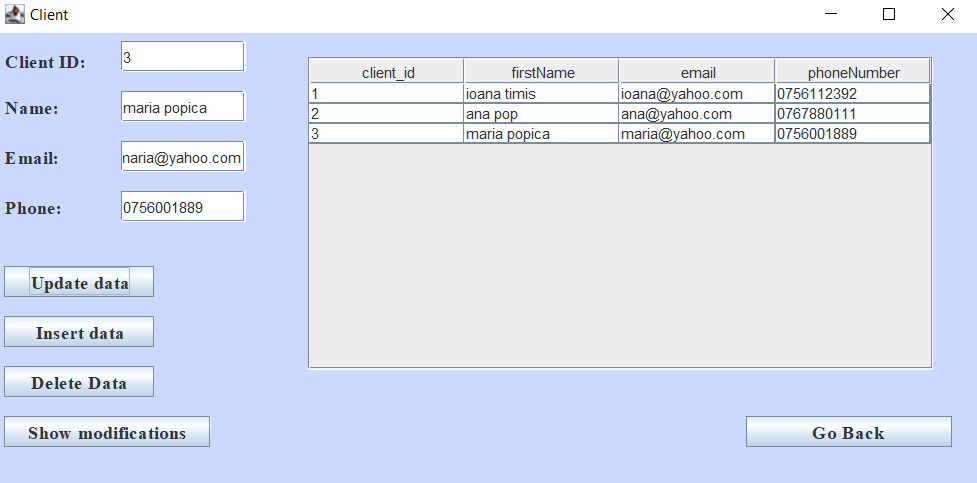 Client
Client ID: 3
Name: maria popica
Email: naria@yahoo.com
Phone: 0756001889
Update data
Insert data
Delete Data
Show modifications
client_id firstName email phoneNumber
1 ioana timis ioana@yahoo.com 0756112392
2 ana pop ana@yahoo.com 0767880111
3 maria popica maria@yahoo.com 0756001889
Go Back